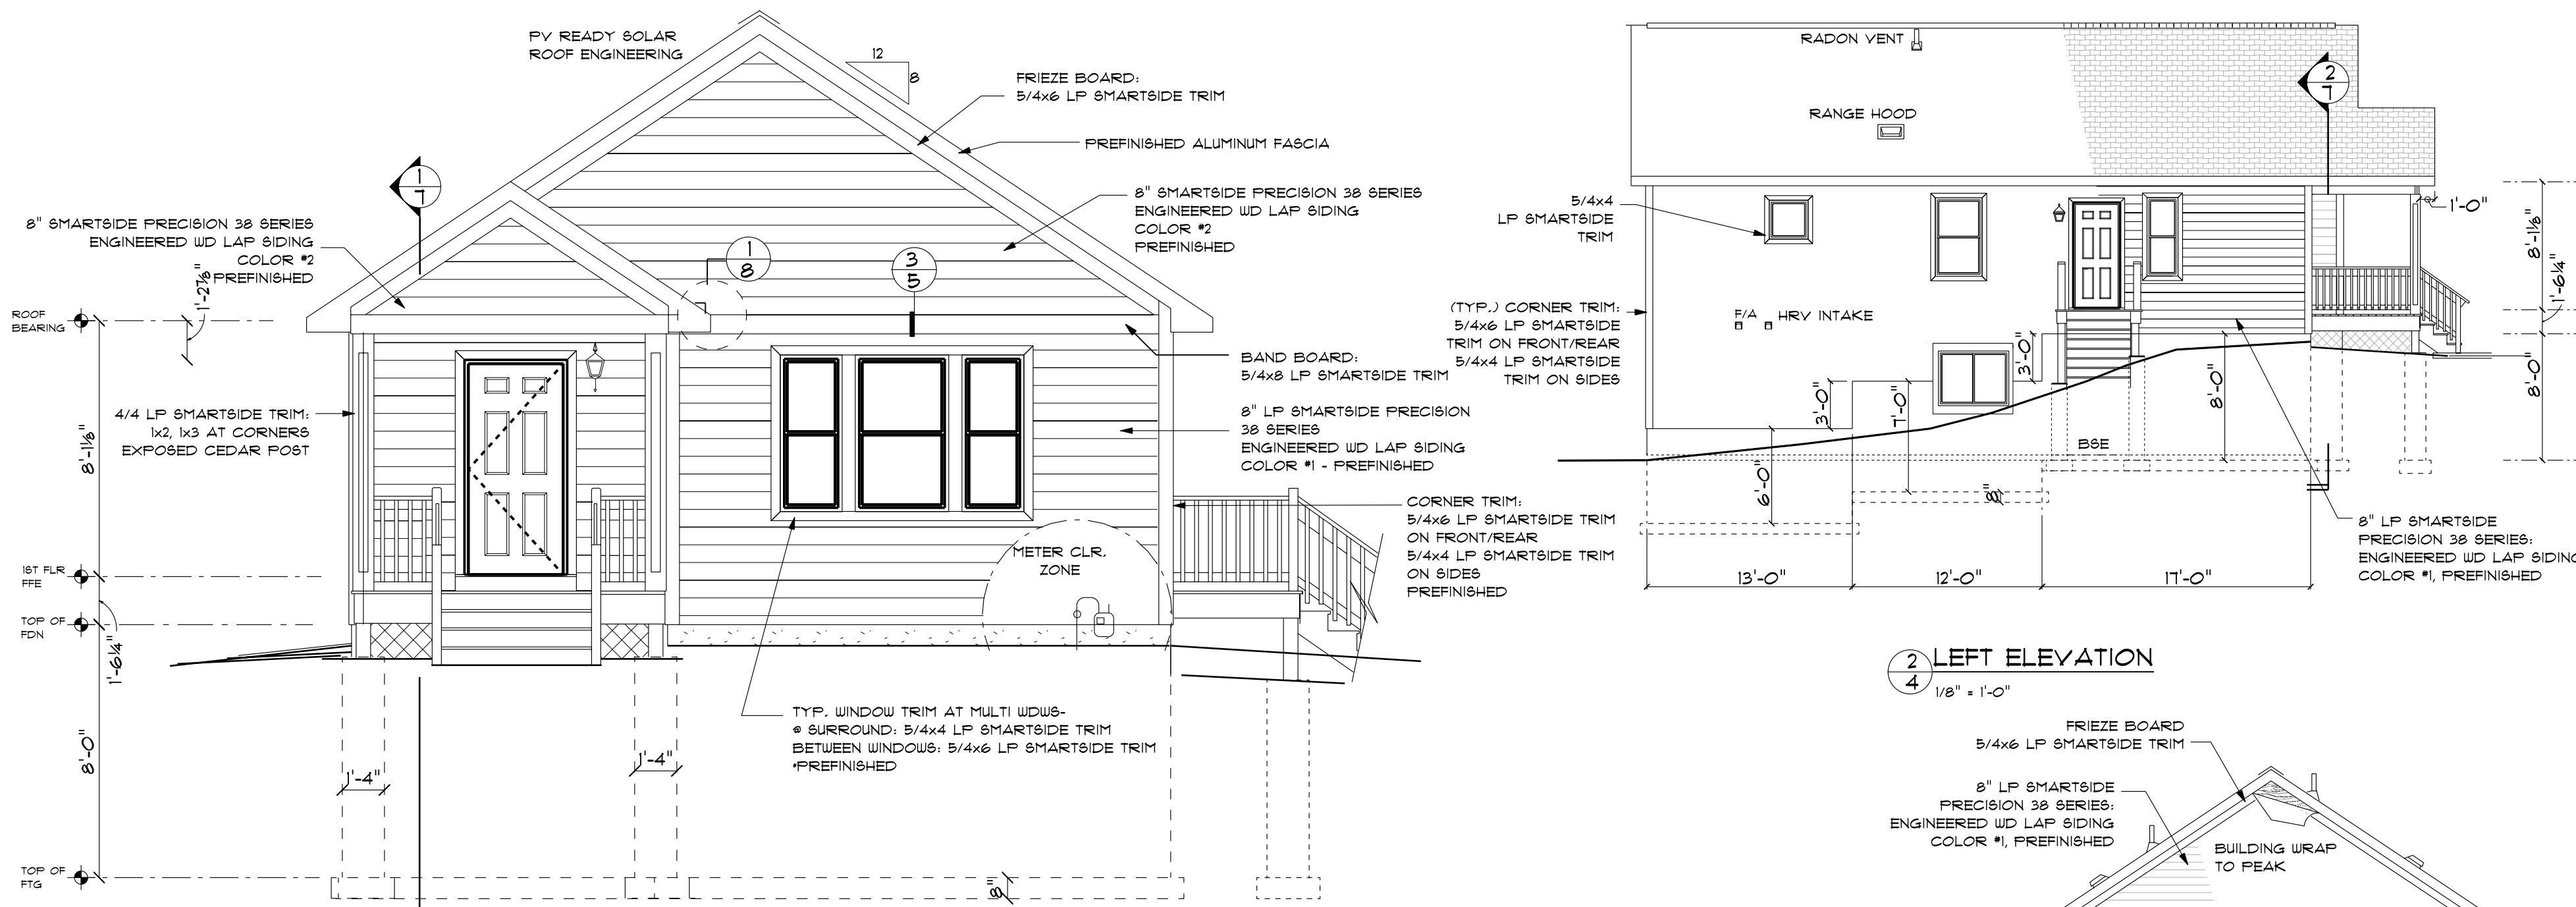 PV READY SOLAR
ROOF ENGINEERING
12
8
FRIEZE BOARD:
5/4x6 LP SMARTSIDE TRIM
PREFINISHED ALUMINUM FASCIA
8" SMARTSIDE PRECISION 38 SERIES
ENGINEERED WD LAP SIDING
COLOR #2
PREFINISHED
1
7
8" SMARTSIDE PRECISION 38 SERIES
ENGINEERED WD LAP SIDING
COLOR #2
PREFINISHED
1'-2⅞"
1
8
3
5
ROOF
BEARING
BAND BOARD:
5/4x8 LP SMARTSIDE TRIM
8" LP SMARTSIDE PRECISION
38 SERIES
ENGINEERED WD LAP SIDING
COLOR #1 - PREFINISHED
4/4 LP SMARTSIDE TRIM:
1x2, 1x3 AT CORNERS
EXPOSED CEDAR POST
8'-1⅛"
CORNER TRIM:
5/4x6 LP SMARTSIDE TRIM
ON FRONT/REAR
5/4x4 LP SMARTSIDE TRIM
ON SIDES
PREFINISHED
METER CLR.
ZONE
1ST FLR
FFE
TOP OF
FDN
1'-6¼"
8'-0"
TYP. WINDOW TRIM AT MULTI WDWS-
@ SURROUND: 5/4x4 LP SMARTSIDE TRIM
BETWEEN WINDOWS: 5/4x6 LP SMARTSIDE TRIM
*PREFINISHED
1'-4"
1'-4"
TOP OF
FTG
8"
RADON VENT
RANGE HOOD
2
7
5/4x4
LP SMARTSIDE
TRIM
1'-0"
8'-1⅛"
1'-6¼"
8'-0"
(TYP.) CORNER TRIM:
5/4x6 LP SMARTSIDE
TRIM ON FRONT/REAR
5/4x4 LP SMARTSIDE
TRIM ON SIDES
F/A
HRV INTAKE
3'-0"
3'-0"
7'-0"
8'-0"
BSE
6'-0"
8"
13'-0"
12'-0"
17'-0"
8" LP SMARTSIDE
PRECISION 38 SERIES:
ENGINEERED WD LAP SIDING
COLOR #1, PREFINISHED
2
4
LEFT ELEVATION
1/8" = 1'-0"
FRIEZE BOARD
5/4x6 LP SMARTSIDE TRIM
8" LP SMARTSIDE
PRECISION 38 SERIES:
ENGINEERED WD LAP SIDING
COLOR #1, PREFINISHED
BUILDING WRAP
TO PEAK